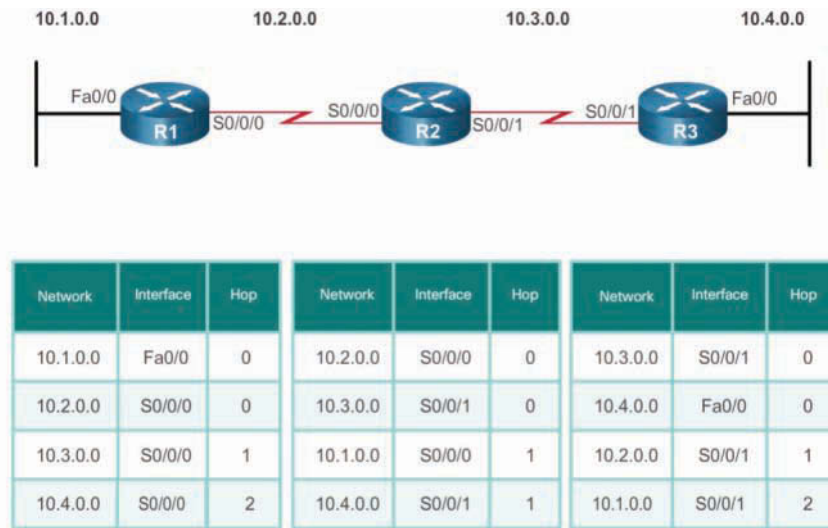 10.1.0.0 10.2.0.0 10.3.0.0 10.4.0.0
Fa0/0 R1 S0/0/0 S0/0/0 R2 S0/0/1 S0/0/1 R3 Fa0/0
Network Interface Hop
10.1.0.0 Fa0/0 0
10.2.0.0 S0/0/0 0
10.3.0.0 S0/0/0 1
10.4.0.0 S0/0/0 2
Network Interface Hop
10.2.0.0 S0/0/0 0
10.3.0.0 S0/0/1 0
10.1.0.0 S0/0/0 1
10.4.0.0 S0/0/1 1
Network Interface Hop
10.3.0.0 S0/0/1 0
10.4.0.0 Fa0/0 0
10.2.0.0 S0/0/1 1
10.1.0.0 S0/0/1 2